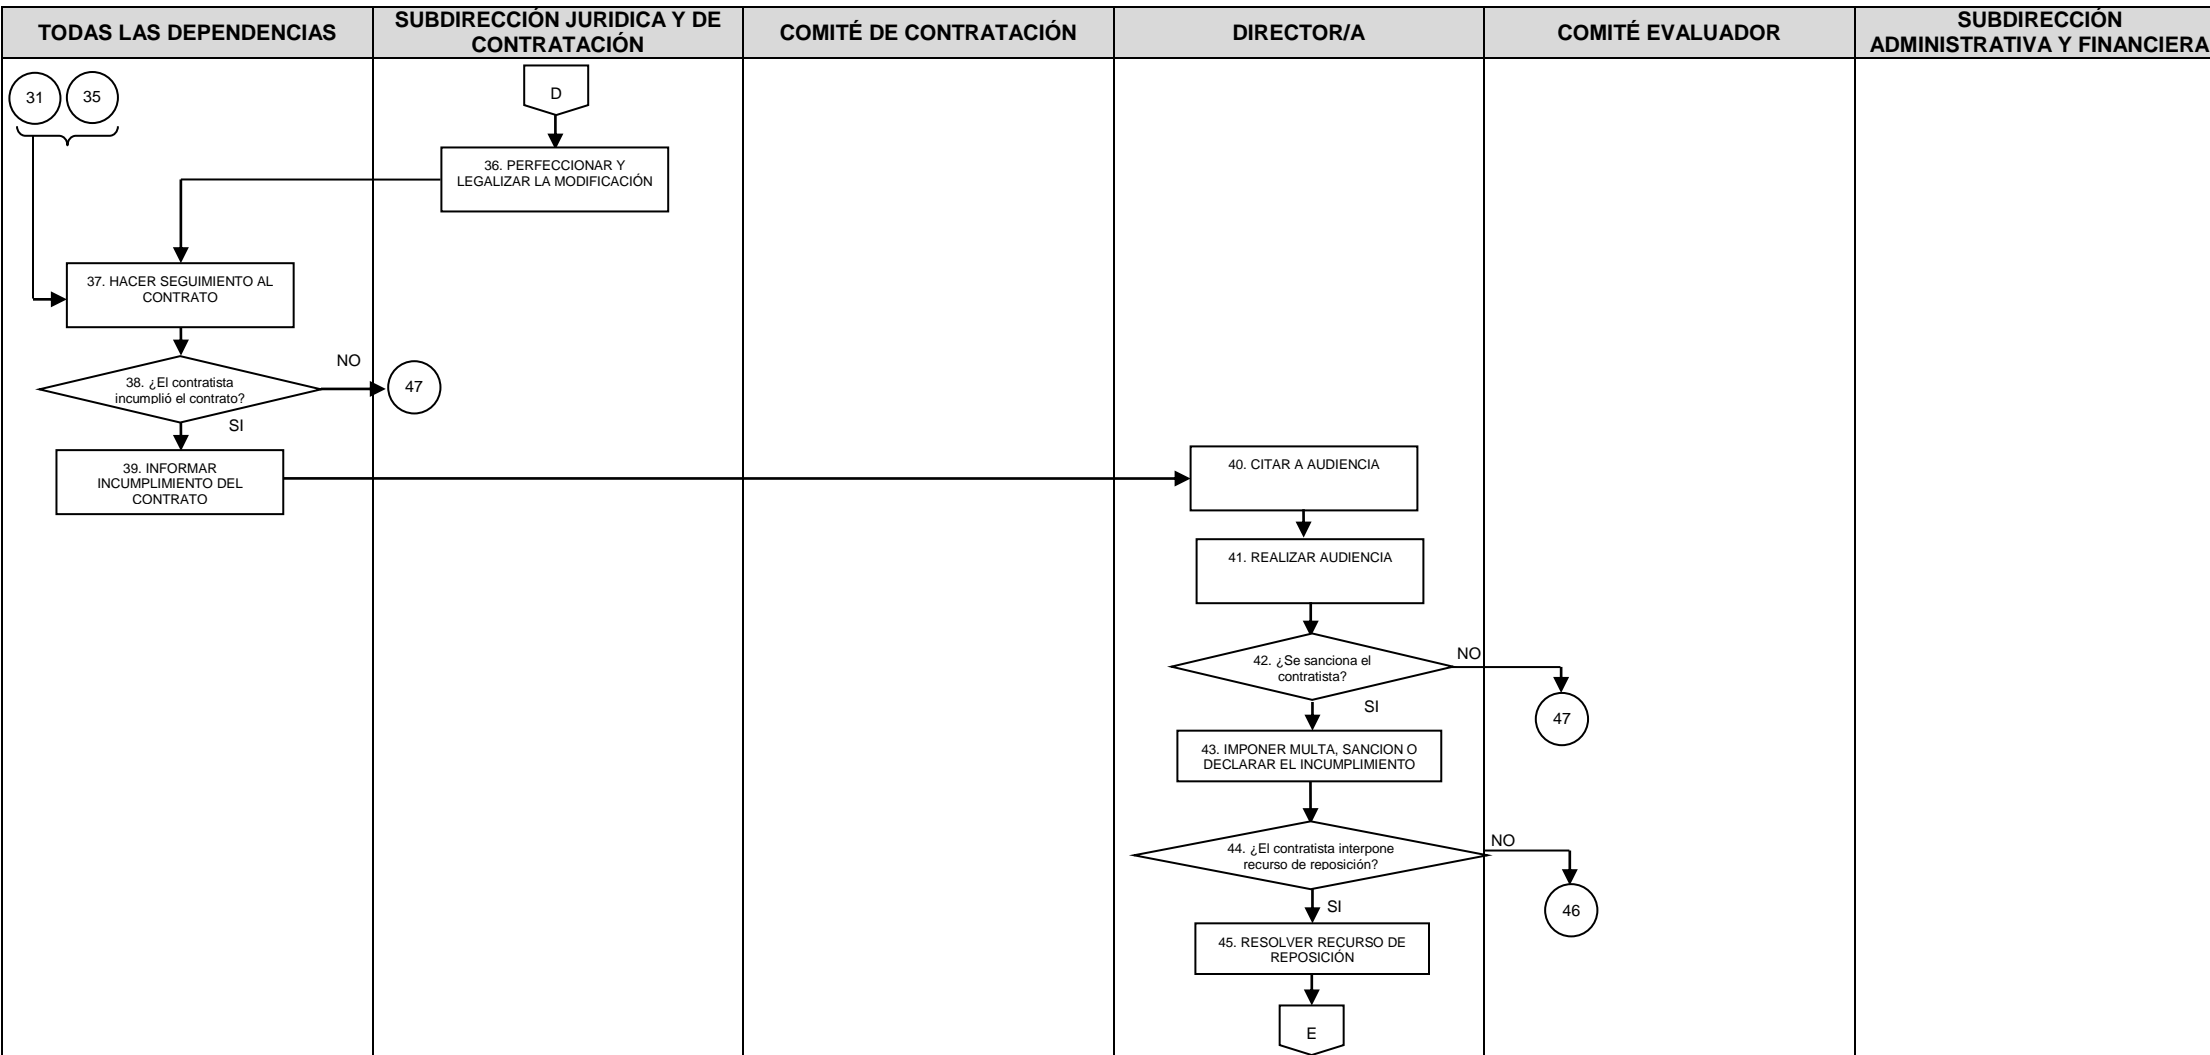 TODAS LAS DEPENDENCIAS
SUBDIRECCIÓN JURIDICA Y DE
CONTRATACIÓN
COMITÉ DE CONTRATACIÓN
DIRECTOR/A
COMITÉ EVALUADOR
SUBDIRECCIÓN
ADMINISTRATIVA Y FINANCIERA
31
35
D
36. PERFECCIONAR Y
LEGALIZAR LA MODIFICACIÓN
37. HACER SEGUIMIENTO AL
CONTRATO
38. ¿El contratista
incumplió el contrato?
NO
47
SI
39. INFORMAR
INCUMPLIMIENTO DEL
CONTRATO
40. CITAR A AUDIENCIA
41. REALIZAR AUDIENCIA
42. ¿Se sanciona el
contratista?
NO
47
SI
43. IMPONER MULTA, SANCION O
DECLARAR EL INCUMPLIMIENTO
44. ¿El contratista interpone
recurso de reposición?
NO
46
SI
45. RESOLVER RECURSO DE
REPOSICIÓN
E